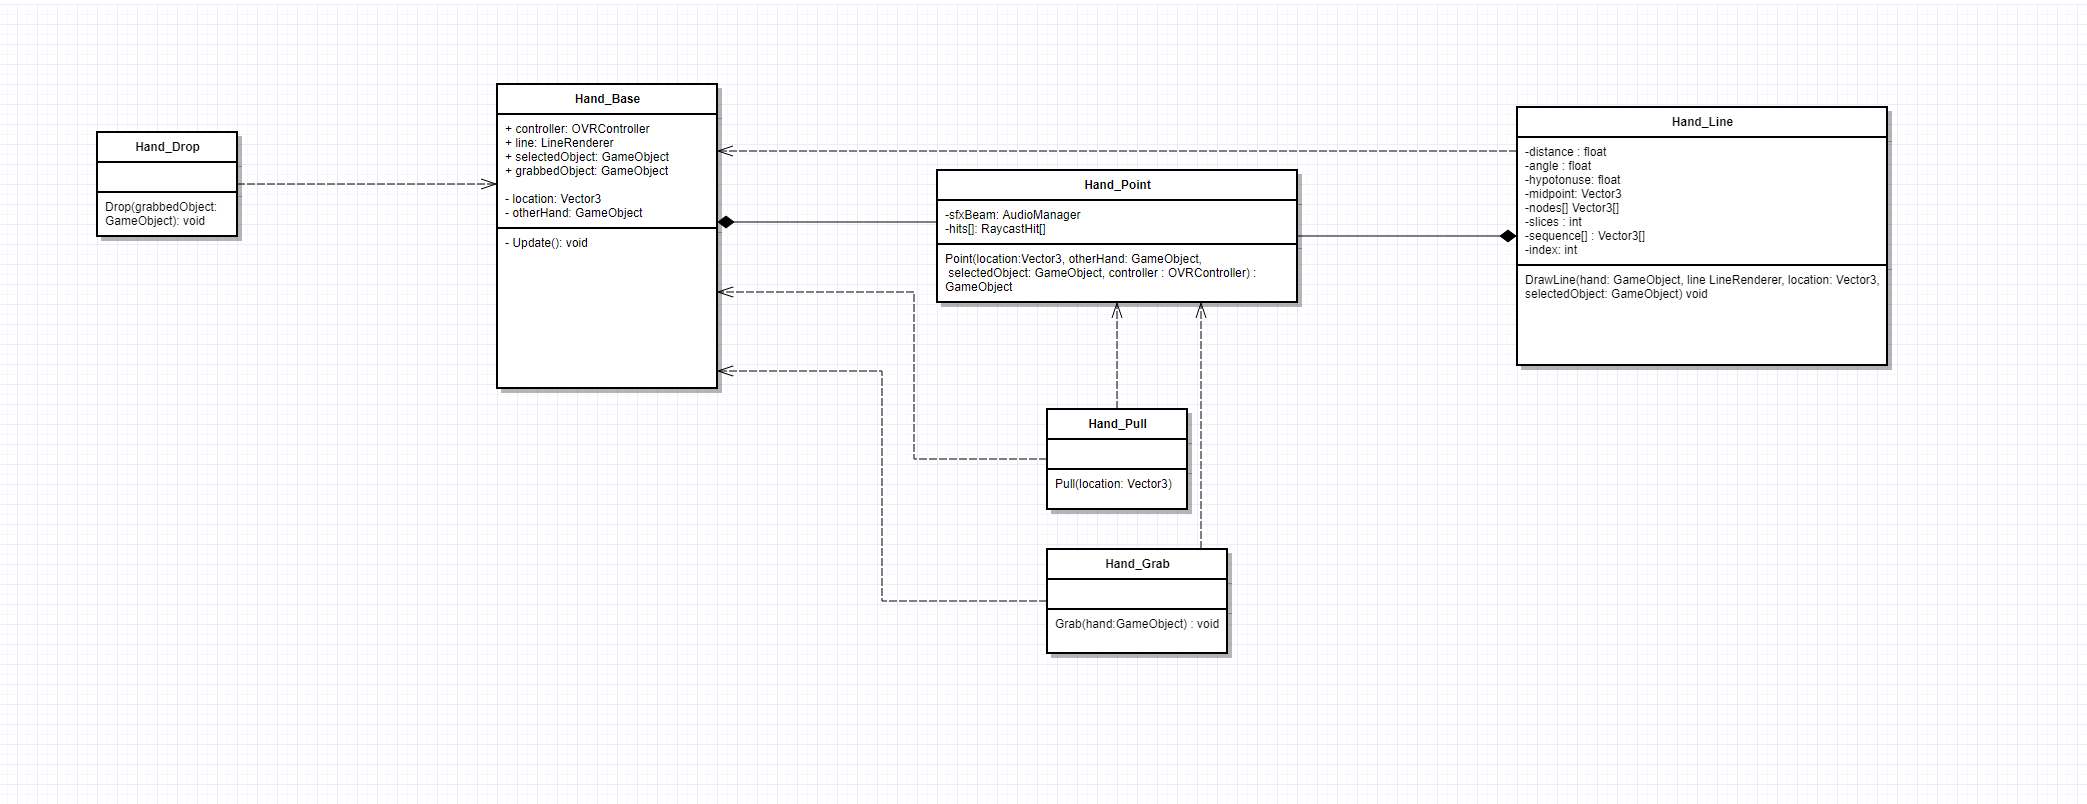 Hand_Drop
Drop(grabbedObject:
GameObject): void
Hand_Base
+ controller: OVRController
+ line: LineRenderer
+ selectedObject: GameObject
+ grabbedObject: GameObject
- location: Vector3
- otherHand: GameObject
- Update(): void
Hand_Point
-sfxBeam: AudioManager
-hits[]: RaycastHit[]
Point(location:Vector3, otherHand: GameObject,
selectedObject: GameObject, controller : OVRController) :
GameObject
Hand_Line
-distance : float
-angle : float
-hypotonuse: float
-midpoint: Vector3
-nodes[] Vector3[]
-slices : int
-sequence[] : Vector3[]
-index: int
DrawLine(hand: GameObject, line LineRenderer, location: Vector3,
selectedObject: GameObject) void
Hand_Pull
Pull(location: Vector3)
Hand_Grab
Grab(hand:GameObject) : void